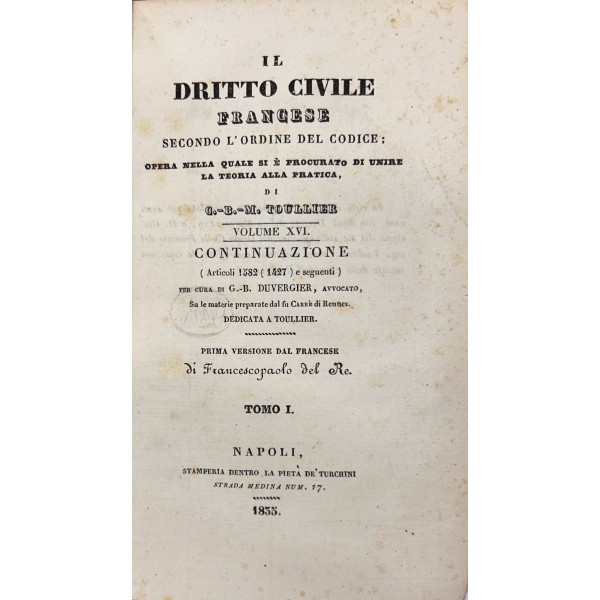 IL
DRITTO CIVILE
FRANCESE
SECONDO L'ORDINE DEL CODICE;
OPERA NELLA QUALE SI È PROCURATO DI UNIRE
LA TEORIA ALLA PRATICA,
DI
C.-B.-M. TOULLIER
VOLUME XVI.
CONTINUAZIONE
( Articoli 1582 ( 1427 ) e seguenti )
PER CURA DI G.-B. DUVERGIER, AVVOCATO,
Su le materie preparate dal fu CARRÈ di Rennes.
DEDICATA A TOULLIER.
PRIMA VERSIONE DAL FRANCESE
di Francescopaolo del Re.
TOMO I.
NAPOLI,
STAMPERIA DENTRO LA PIETÀ DE' TURCHINI
STRADA MEDINA NUM. 17.
1835.